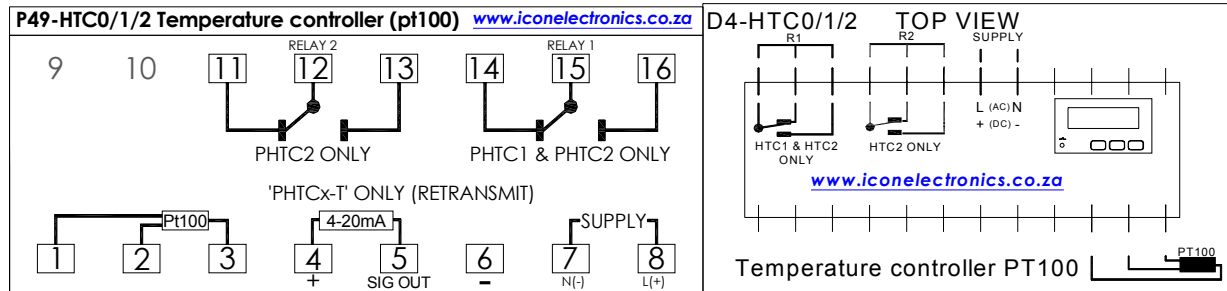 P49-HTC0/1/2 Temperature controller (pt100) www.iconelectronics.co.za
RELAY 2 RELAY 1
9 10 11 12 13 14 15 16
PHTC2 ONLY PHTC1 & PHTC2 ONLY
'PHTCx-T' ONLY (RETRANSMIT)
Pt100 4-20mA SUPPLY
1 2 3 4 5 6 7 8
+ SIG OUT - N(-) L(+)
D4-HTC0/1/2 TOP VIEW
R1 R2 SUPPLY
L (AC) N
+ (DC) -
HTC1 & HTC2
ONLY
HTC2 ONLY
www.iconelectronics.co.za
Temperature controller PT100
PT100